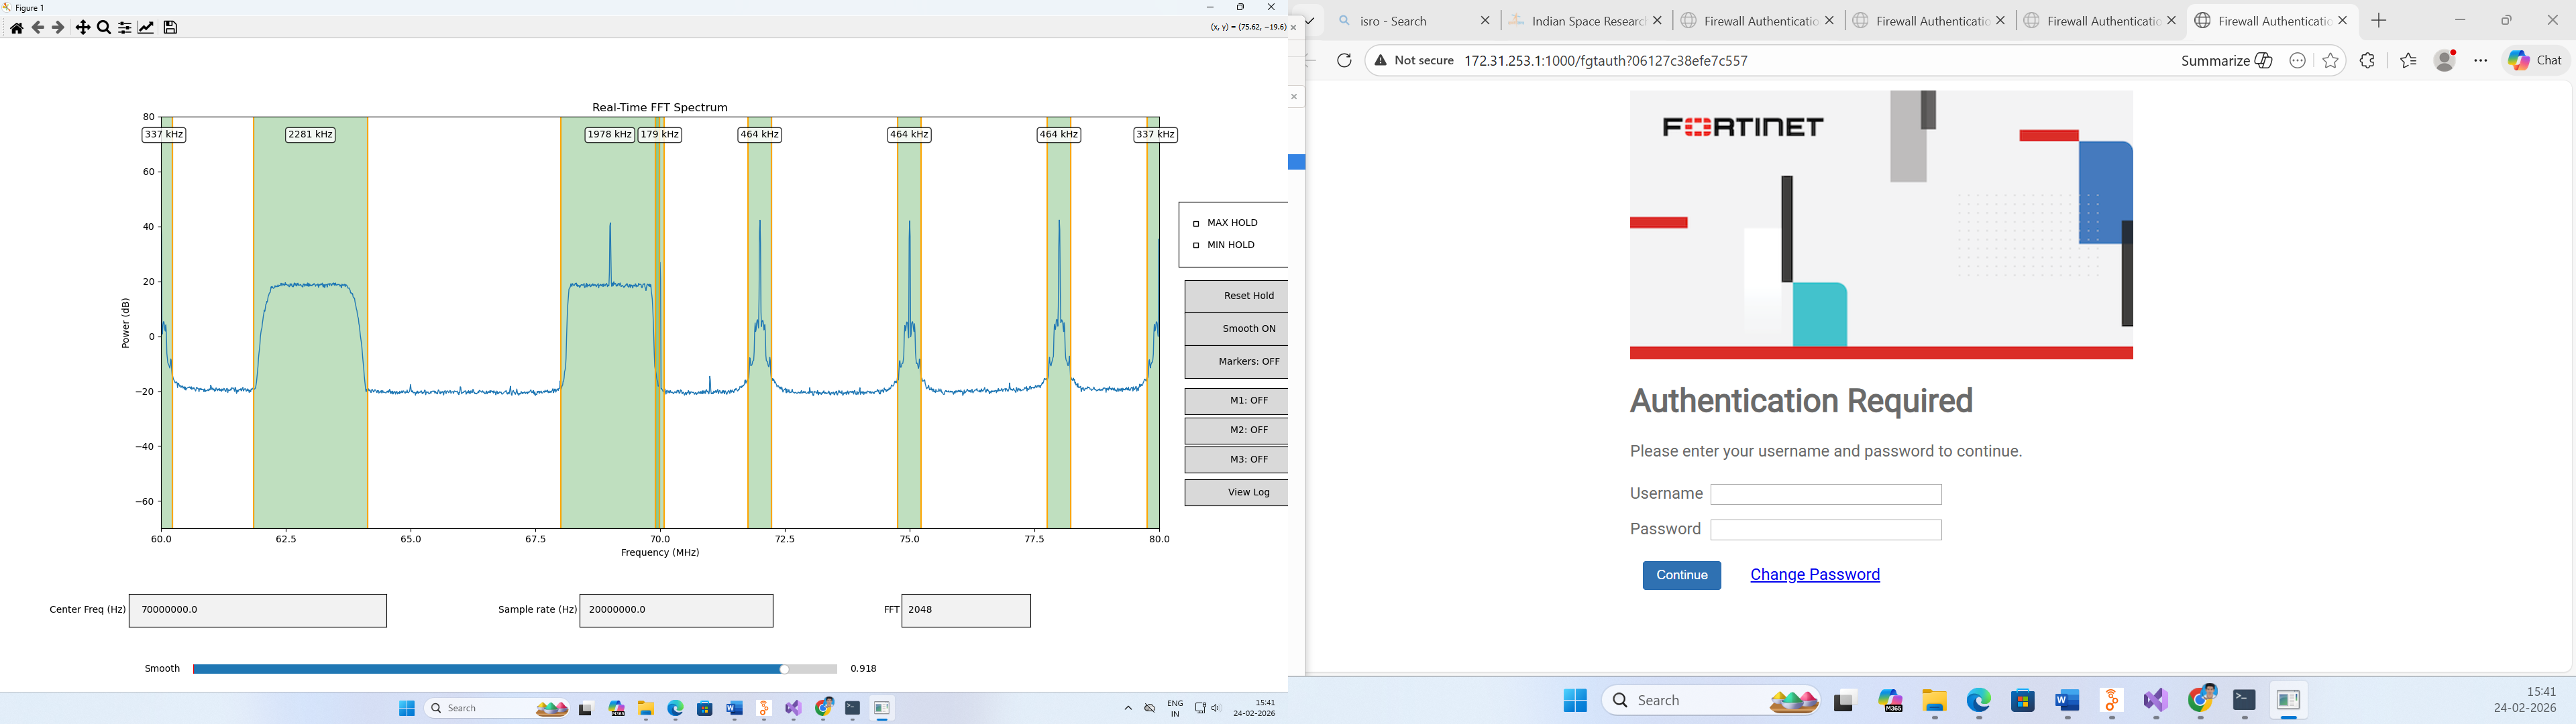 Figure 1
(x, y) = (75.62, −19.6)
Real-Time FFT Spectrum
337 kHz
2281 kHz
1978 kHz
179 kHz
464 kHz
464 kHz
464 kHz
337 kHz
80
60
40
20
0
−20
−40
−60
Power (dB)
60.0
62.5
65.0
67.5
70.0
72.5
75.0
77.5
80.0
Frequency (MHz)
MAX HOLD
MIN HOLD
Reset Hold
Smooth ON
Markers: OFF
M1: OFF
M2: OFF
M3: OFF
View Log
Center Freq (Hz) 70000000.0
Sample rate (Hz) 20000000.0
FFT 2048
Smooth 0.918
Search
M365
ENG
IN
15:41
24-02-2026
isro - Search
Indian Space Researc
Firewall Authenticatio
Firewall Authenticatio
Firewall Authenticatio
Firewall Authenticatio
Not secure 172.31.253.1:1000/fgtauth?06127c38efe7c557
Summarize
Chat
FORTINET
Authentication Required
Please enter your username and password to continue.
Username
Password
Continue Change Password
Search
M365
15:41
24-02-2026